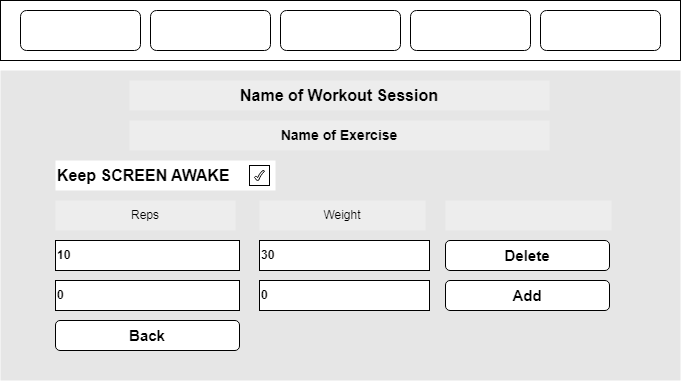 Name of Workout Session
Name of Exercise
Keep SCREEN AWAKE
Reps Weight
10 30 Delete
0 0 Add
Back